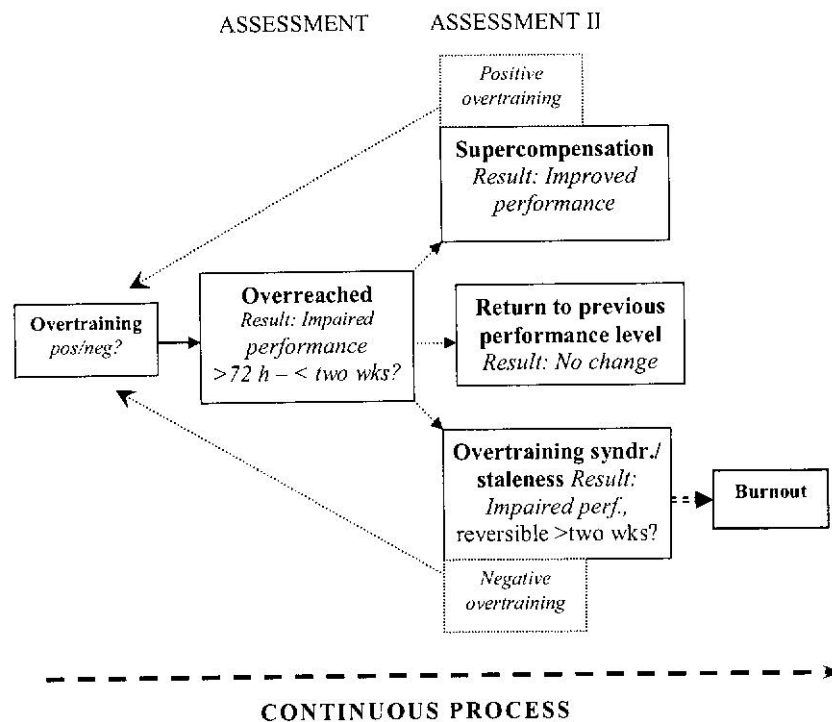 ASSESSMENT
ASSESSMENT II
Positive
overtraining
Supercompensation
Result: Improved
performance
Overtraining
pos/neg?
Overreached
Result: Impaired
performance
>72 h – < two wks?
Return to previous
performance level
Result: No change
Overtraining syndr./
staleness Result:
Impaired perf.,
reversible >two wks?
Burnout
Negative
overtraining
CONTINUOUS PROCESS